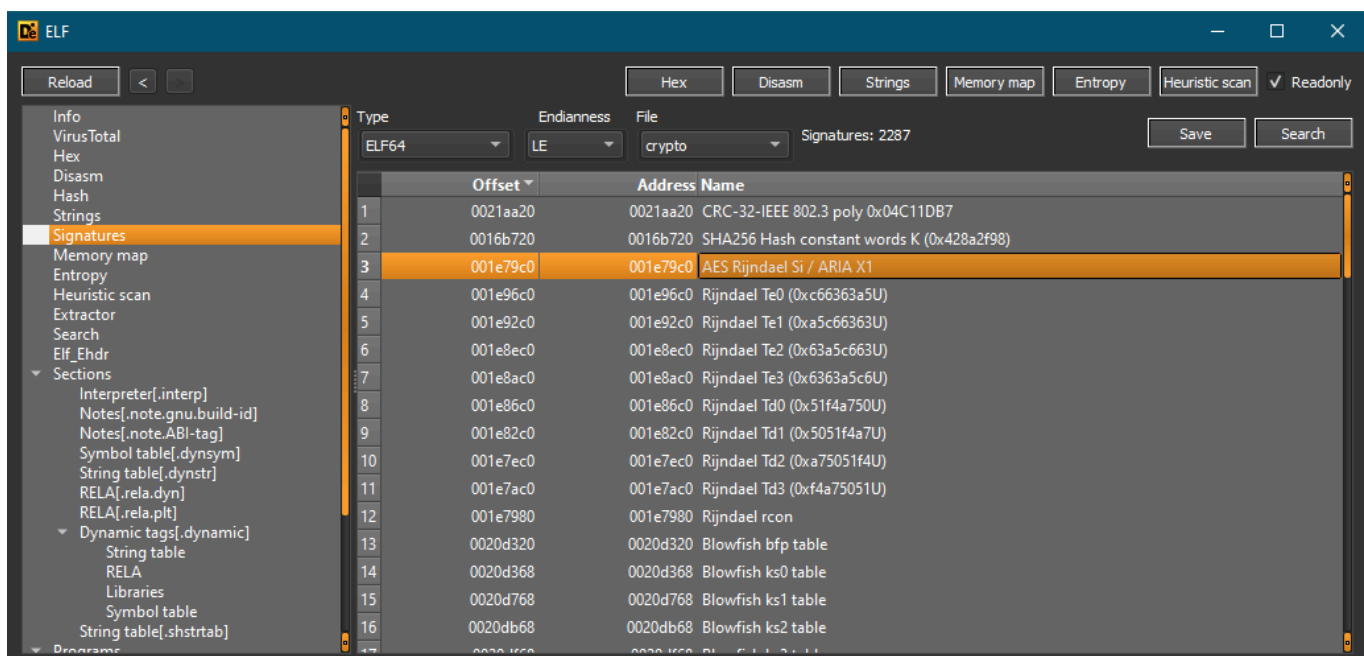 De ELF
Reload < >
Hex Disasm Strings Memory map Entropy Heuristic scan ✓ Readonly
Info
VirusTotal
Hex
Disasm
Hash
Strings
Signatures
Memory map
Entropy
Heuristic scan
Extractor
Search
Elf_Ehdr
Sections
Interpreter[.interp]
Notes[.note.gnu.build-id]
Notes[.note.ABI-tag]
Symbol table[.dynsym]
String table[.dynstr]
RELA[.rela.dyn]
RELA[.rela.plt]
Dynamic tags[.dynamic]
String table
RELA
Libraries
Symbol table
String table[.shstrtab]
Programs
Type Endianness File
ELF64 LE crypto Signatures: 2287 Save Search
Offset Address Name
1 0021aa20 0021aa20 CRC-32-IEEE 802.3 poly 0x04C11DB7
2 0016b720 0016b720 SHA256 Hash constant words K (0x428a2f98)
3 001e79c0 001e79c0 AES Rijndael Si / ARIA X1
4 001e96c0 001e96c0 Rijndael Te0 (0xc66363a5U)
5 001e92c0 001e92c0 Rijndael Te1 (0xa5c66363U)
6 001e8ec0 001e8ec0 Rijndael Te2 (0x63a5c663U)
7 001e8ac0 001e8ac0 Rijndael Te3 (0x6363a5c6U)
8 001e86c0 001e86c0 Rijndael Td0 (0x51f4a750U)
9 001e82c0 001e82c0 Rijndael Td1 (0x5051f4a7U)
10 001e7ec0 001e7ec0 Rijndael Td2 (0xa75051f4U)
11 001e7ac0 001e7ac0 Rijndael Td3 (0xf4a75051U)
12 001e7980 001e7980 Rijndael rcon
13 0020d320 0020d320 Blowfish bfp table
14 0020d368 0020d368 Blowfish ks0 table
15 0020d768 0020d768 Blowfish ks1 table
16 0020db68 0020db68 Blowfish ks2 table